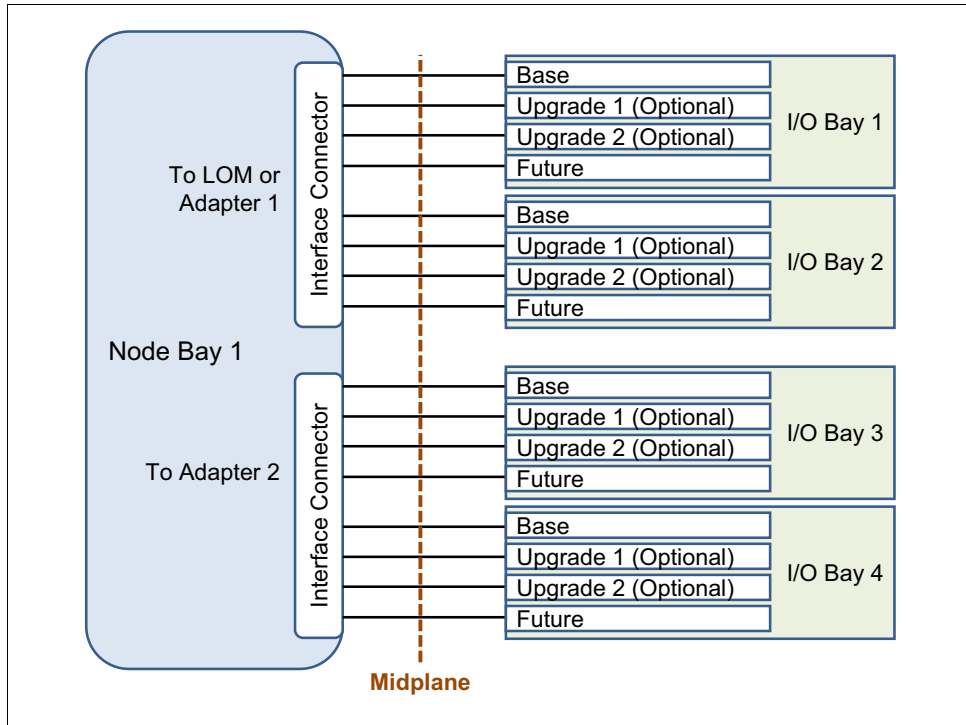 To LOM or
Adapter 1
Interface Connector
Node Bay 1
To Adapter 2
Interface Connector
Midplane
Base
Upgrade 1 (Optional)
Upgrade 2 (Optional)
Future
I/O Bay 1
Base
Upgrade 1 (Optional)
Upgrade 2 (Optional)
Future
I/O Bay 2
Base
Upgrade 1 (Optional)
Upgrade 2 (Optional)
Future
I/O Bay 3
Base
Upgrade 1 (Optional)
Upgrade 2 (Optional)
Future
I/O Bay 4